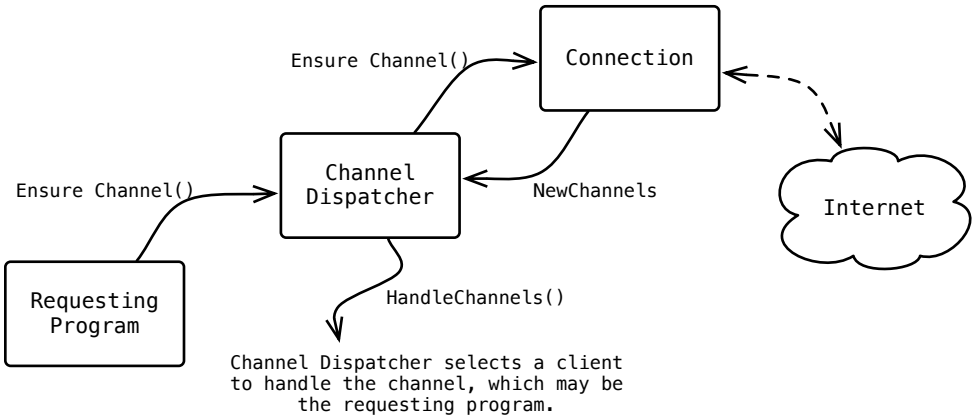 Ensure Channel()
Connection
Channel
Dispatcher
Ensure Channel()
NewChannels
Internet
Requesting
Program
HandleChannels()
Channel Dispatcher selects a client
to handle the channel, which may be
the requesting program.